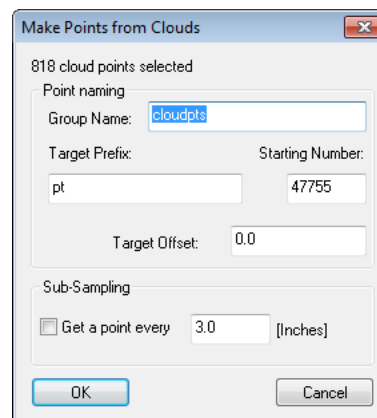 Make Points from Clouds
818 cloud points selected
Point naming
Group Name: cloudpts
Target Prefix: Starting Number:
pt 47755
Target Offset: 0.0
Sub-Sampling
Get a point every 3.0 [Inches]
OK Cancel